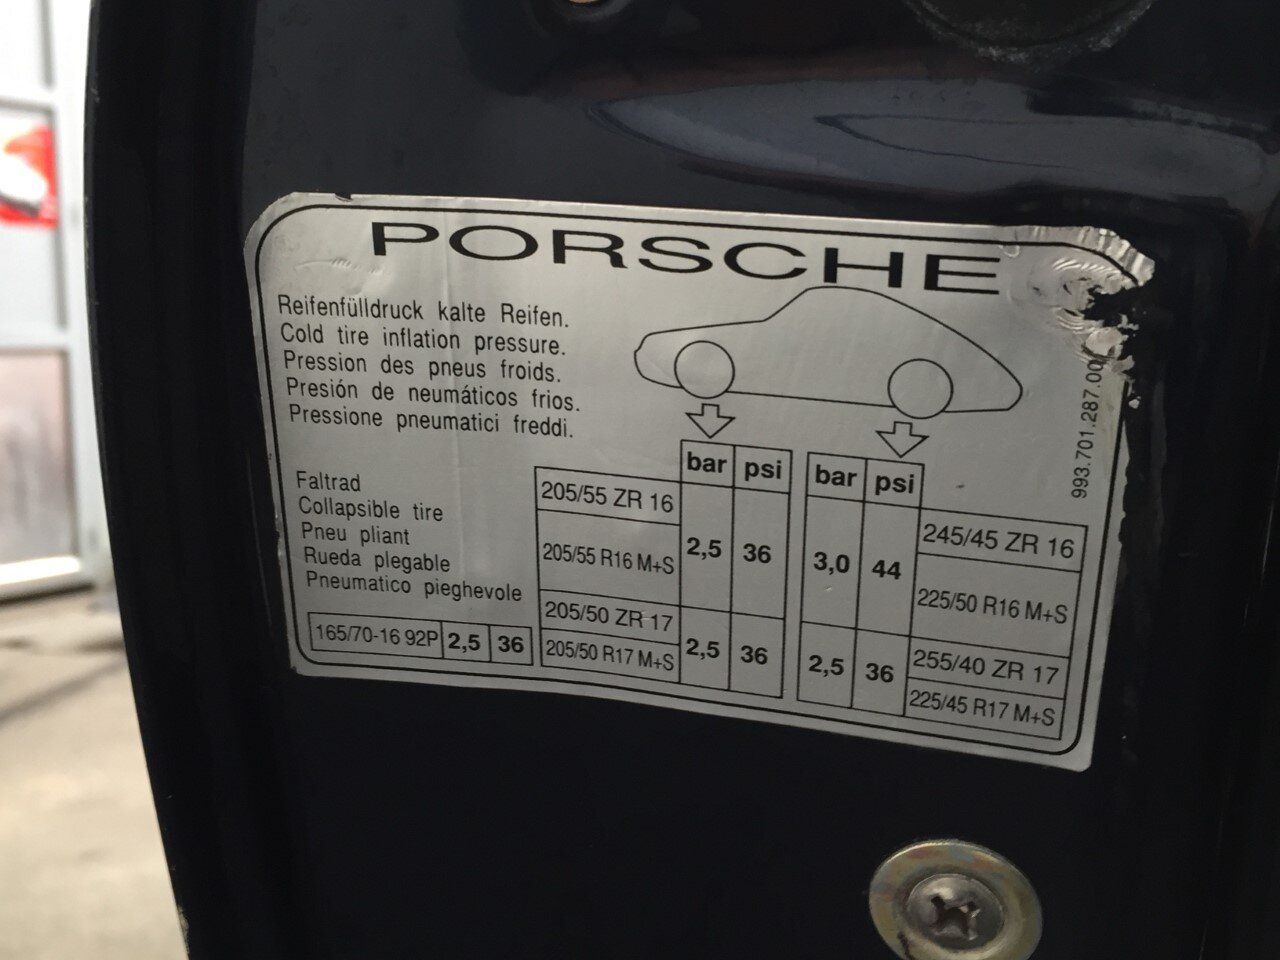 PORSCHE
Reifenfülldruck kalte Reifen.
Cold tire inflation pressure.
Pression des pneus froids.
Presión de neumáticos frios.
Pressione pneumatici freddi.
993.701.287.00
Faltrad
Collapsible tire
Pneu pliant
Rueda plegable
Pneumatico pieghevole
165/70-16 92P 2,5 36
bar psi bar psi
205/55 ZR 16
205/55 R16 M+S
2,5 36 3,0 44
245/45 ZR 16
225/50 R16 M+S
205/50 ZR 17
205/50 R17 M+S
2,5 36 2,5 36
255/40 ZR 17
225/45 R17 M+S